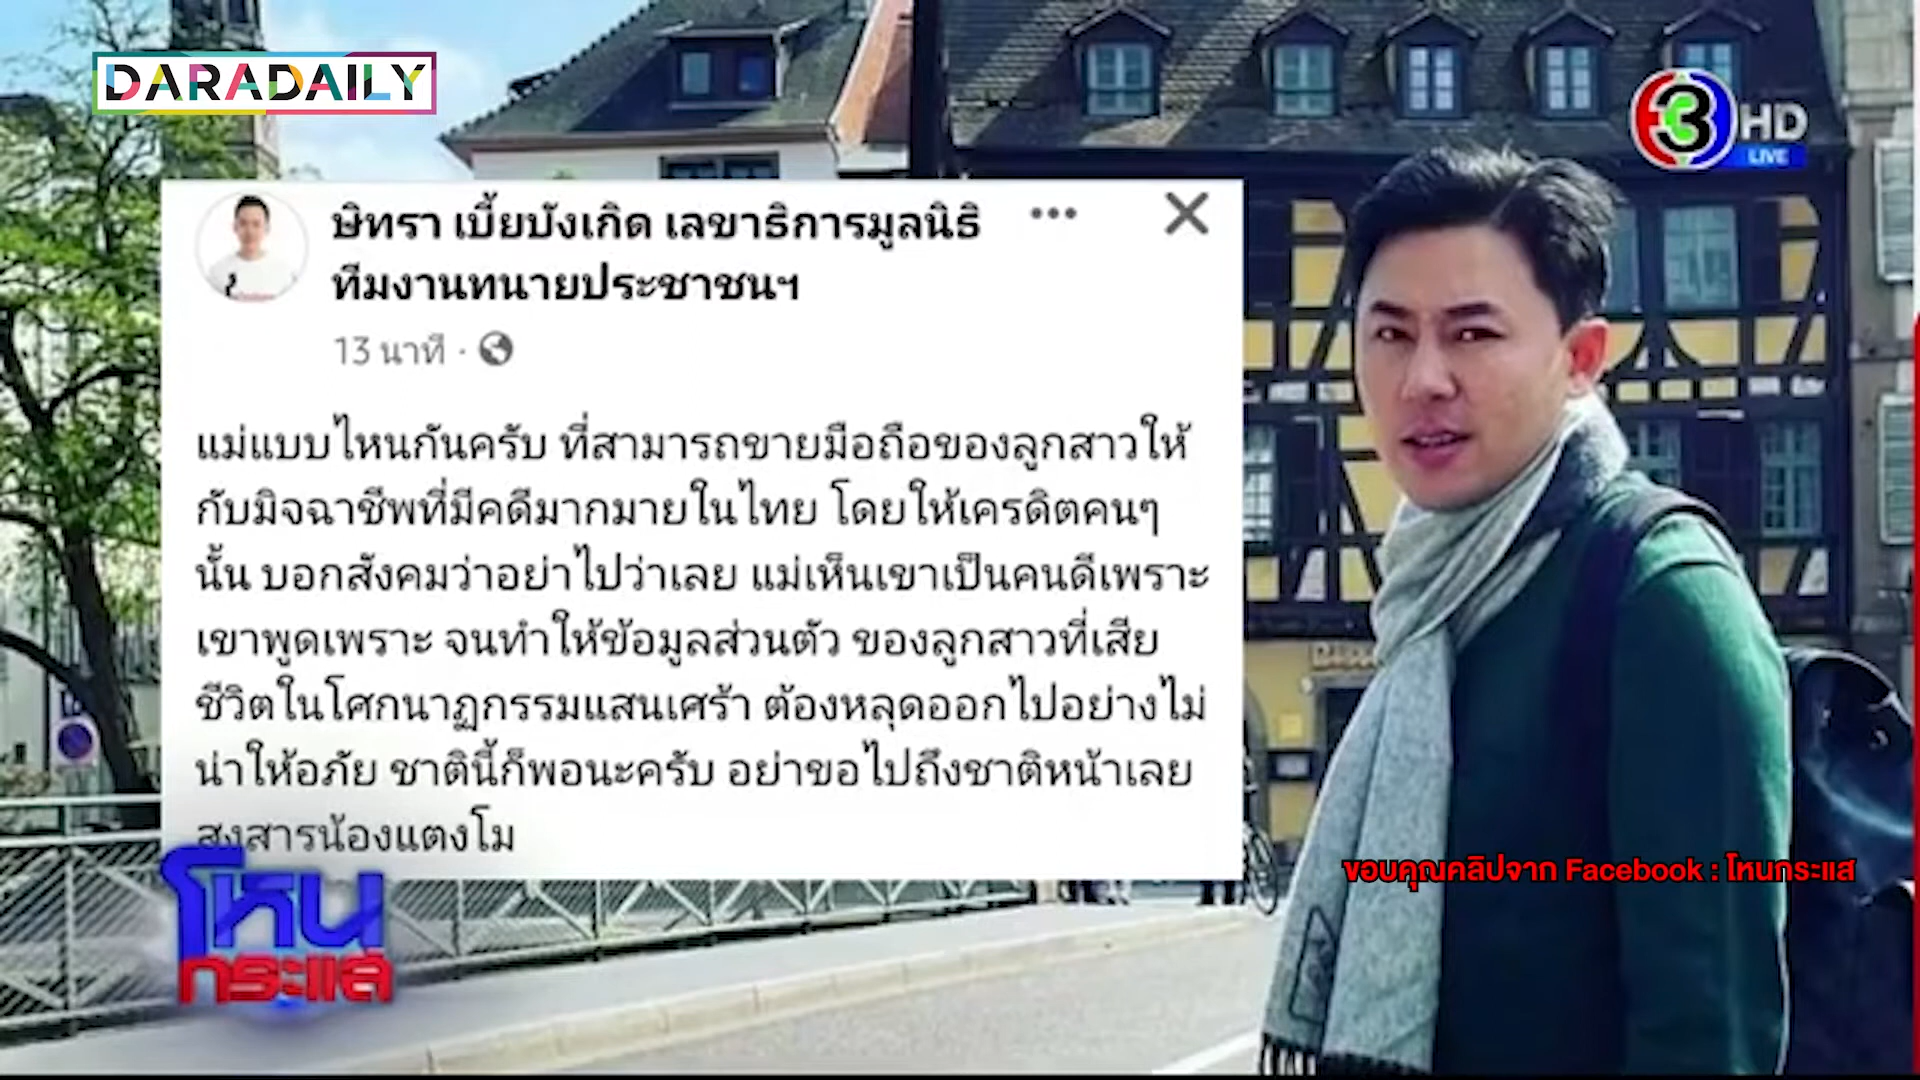 DARADAILY
3 HD
LIVE
ษิทรา เบี้ยบังเกิด เลขาธิการมูลนิธิ
ทีมงานทนายประชาชนฯ
13 นาที ·
แม่แบบไหนกันครับ ที่สามารถขายมือถือของลูกสาวให้
กับมิจฉาชีพที่มีคดีมากมายในไทย โดยให้เครดิตคนๆ
นั้น บอกสังคมว่าอย่าไปว่าเลย แม่เห็นเขาเป็นคนดีเพราะ
เขาพูดเพราะ จนทำให้ข้อมูลส่วนตัว ของลูกสาวที่เสีย
ชีวิตในโศกนาฏกรรมแสนเศร้า ต้องหลุดออกไปอย่างไม่
น่าให้อภัย ชาตินี้ก็พอนะครับ อย่าขอไปถึงชาติหน้าเลย
สงสารน้องแตงโม
ขอบคุณคลิปจาก Facebook : โหนกระแส
โหน
กระแส